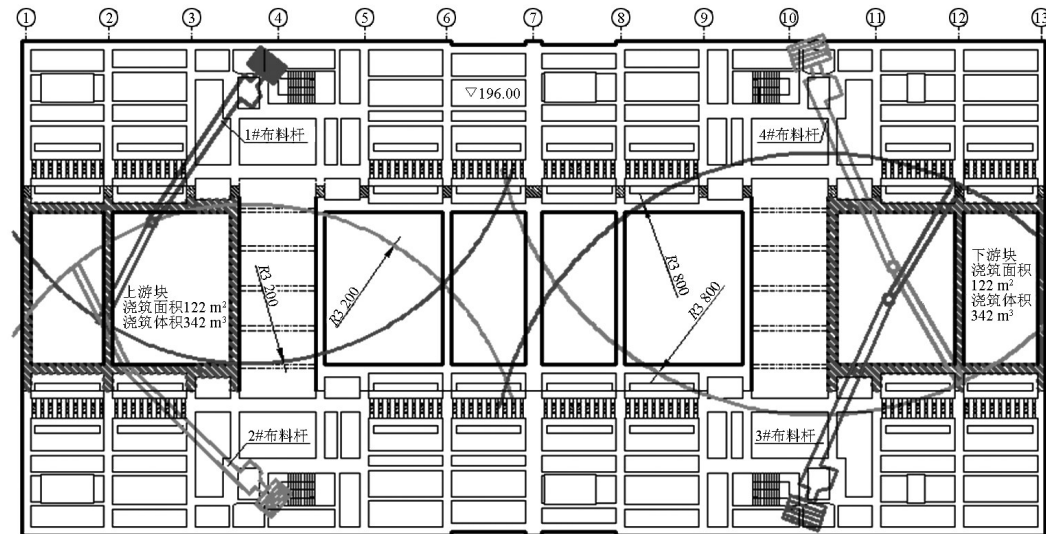 ① ② ③ ④ ⑤ ⑥ ⑦ ⑧ ⑨ ⑩ ⑪ ⑫ ⑬
▽196.00
1#布料杆
4#布料杆
上游块
浇筑面积122 m²
浇筑体积342 m³
R3 200
R3 200
R3 800
R3 800
下游块
浇筑面积
122 m²
浇筑体积
342 m³
2#布料杆
3#布料杆